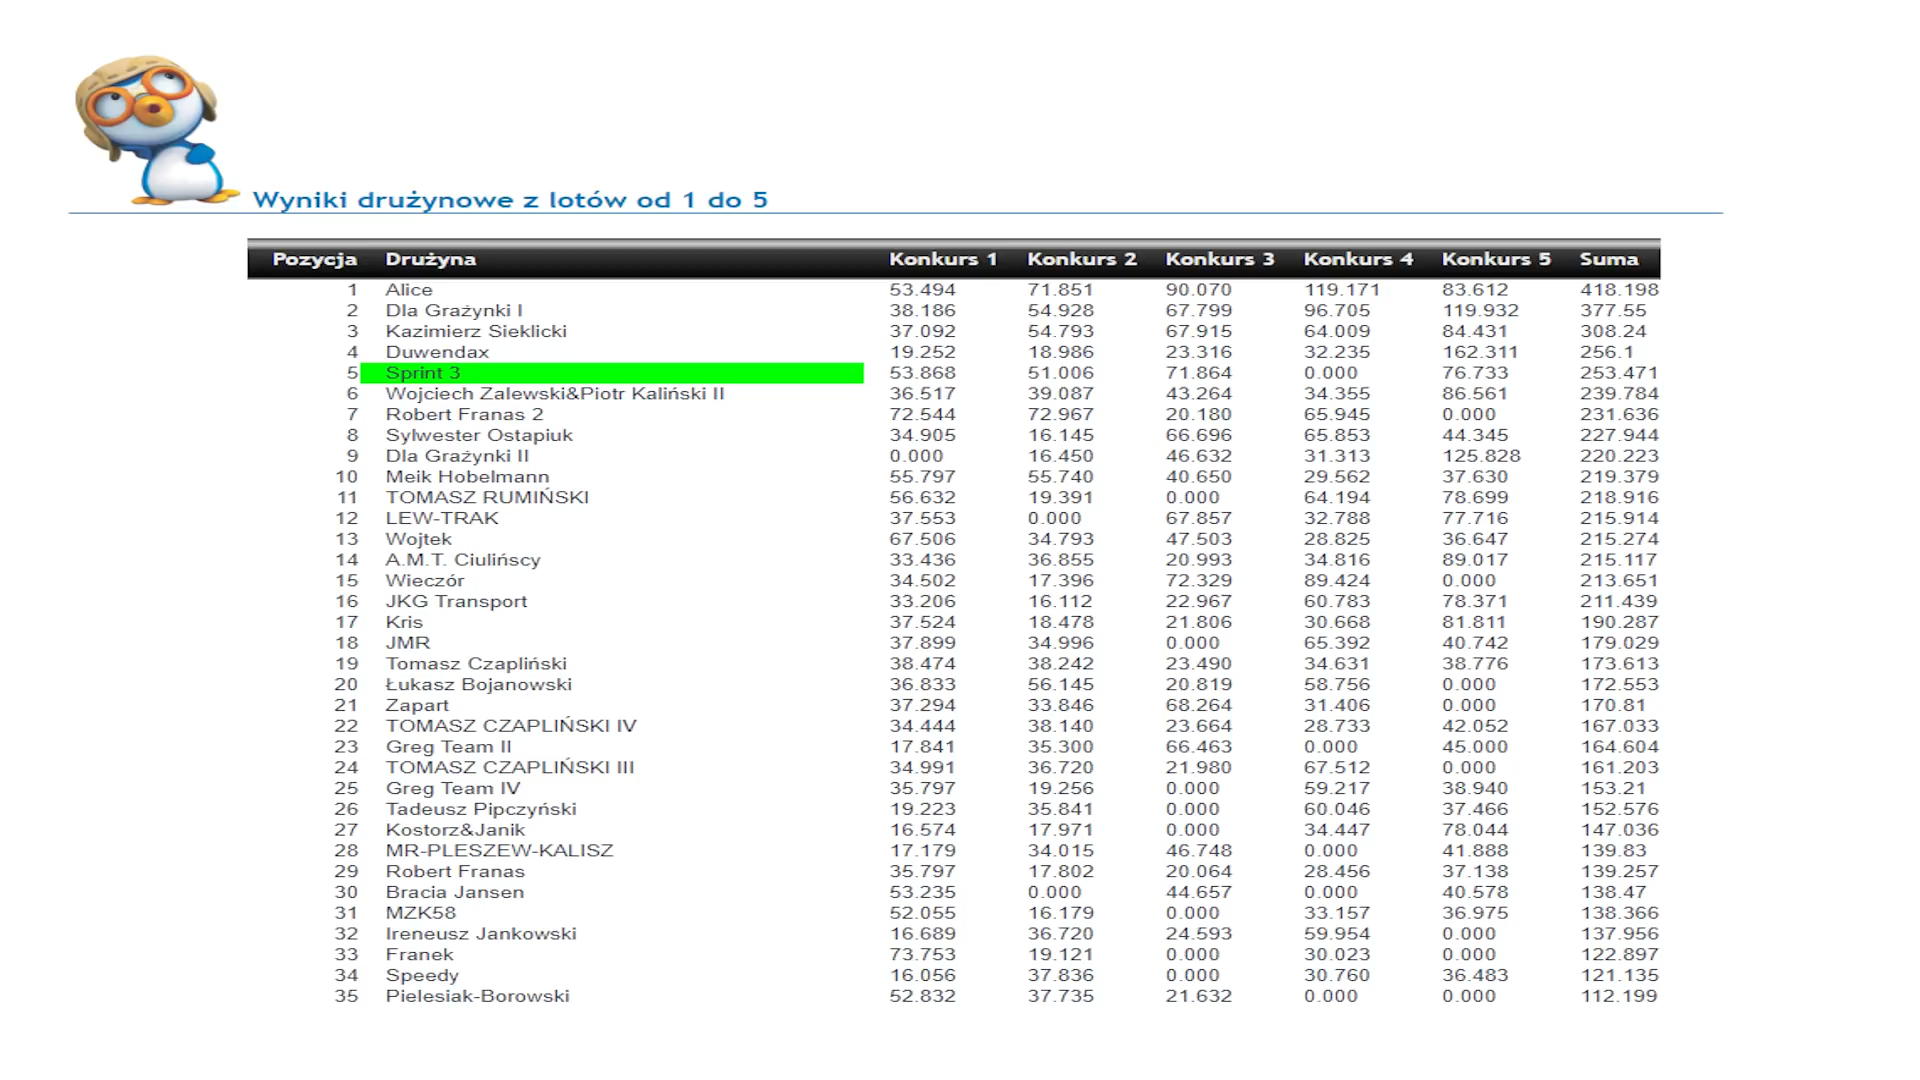 Wyniki drużynowe z lotów od 1 do 5
Pozycja Drużyna Konkurs 1 Konkurs 2 Konkurs 3 Konkurs 4 Konkurs 5 Suma
1 Alice 53.494 71.851 90.070 119.171 83.612 418.198
2 Dla Grażynki I 38.186 54.928 67.799 96.705 119.932 377.55
3 Kazimierz Sieklicki 37.092 54.793 67.915 64.009 84.431 308.24
4 Duwendax 19.252 18.986 23.316 32.235 162.311 256.1
5 Sprint 3 53.868 51.006 71.864 0.000 76.733 253.471
6 Wojciech Zalewski&Piotr Kaliński II 36.517 39.087 43.264 34.355 86.561 239.784
7 Robert Franas 2 72.544 72.967 20.180 65.945 0.000 231.636
8 Sylwester Ostapiuk 34.905 16.145 66.696 65.853 44.345 227.944
9 Dla Grażynki II 0.000 16.450 46.632 31.313 125.828 220.223
10 Meik Hobelmann 55.797 55.740 40.650 29.562 37.630 219.379
11 TOMASZ RUMIŃSKI 56.632 19.391 0.000 64.194 78.699 218.916
12 LEW-TRAK 37.553 0.000 67.857 32.788 77.716 215.914
13 Wojtek 67.506 34.793 47.503 28.825 36.647 215.274
14 A.M.T. Ciulińscy 33.436 36.855 20.993 34.816 89.017 215.117
15 Wieczór 34.502 17.396 72.329 89.424 0.000 213.651
16 JKG Transport 33.206 16.112 22.967 60.783 78.371 211.439
17 Kris 37.524 18.478 21.806 30.668 81.811 190.287
18 JMR 37.899 34.996 0.000 65.392 40.742 179.029
19 Tomasz Czapliński 38.474 38.242 23.490 34.631 38.776 173.613
20 Łukasz Bojanowski 36.833 56.145 20.819 58.756 0.000 172.553
21 Zapart 37.294 33.846 68.264 31.406 0.000 170.81
22 TOMASZ CZAPLIŃSKI IV 34.444 38.140 23.664 28.733 42.052 167.033
23 Greg Team II 17.841 35.300 66.463 0.000 45.000 164.604
24 TOMASZ CZAPLIŃSKI III 34.991 36.720 21.980 67.512 0.000 161.203
25 Greg Team IV 35.797 19.256 0.000 59.217 38.940 153.21
26 Tadeusz Pipczyński 19.223 35.841 0.000 60.046 37.466 152.576
27 Kostorz&Janik 16.574 17.971 0.000 34.447 78.044 147.036
28 MR-PLESZEW-KALISZ 17.179 34.015 46.748 0.000 41.888 139.83
29 Robert Franas 35.797 17.802 20.064 28.456 37.138 139.257
30 Bracia Jansen 53.235 0.000 44.657 0.000 40.578 138.47
31 MZK58 52.055 16.179 0.000 33.157 36.975 138.366
32 Ireneusz Jankowski 16.689 36.720 24.593 59.954 0.000 137.956
33 Franek 73.753 19.121 0.000 30.023 0.000 122.897
34 Speedy 16.056 37.836 0.000 30.760 36.483 121.135
35 Pielesiak-Borowski 52.832 37.735 21.632 0.000 0.000 112.199